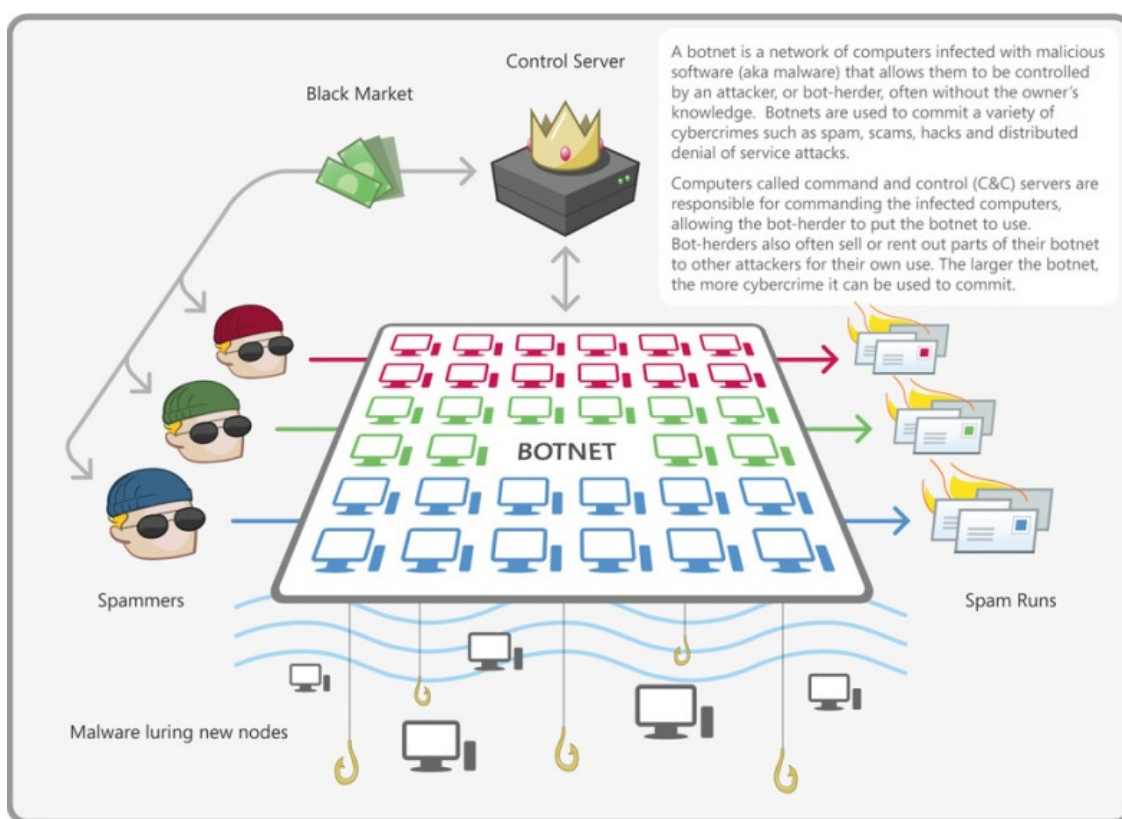 Control Server
Black Market
A botnet is a network of computers infected with malicious
software (aka malware) that allows them to be controlled
by an attacker, or bot-herder, often without the owner's
knowledge.  Botnets are used to commit a variety of
cybercrimes such as spam, scams, hacks and distributed
denial of service attacks.
Computers called command and control (C&C) servers are
responsible for commanding the infected computers,
allowing the bot-herder to put the botnet to use.
Bot-herders also often sell or rent out parts of their botnet
to other attackers for their own use. The larger the botnet,
the more cybercrime it can be used to commit.
BOTNET
Spammers
Spam Runs
Malware luring new nodes